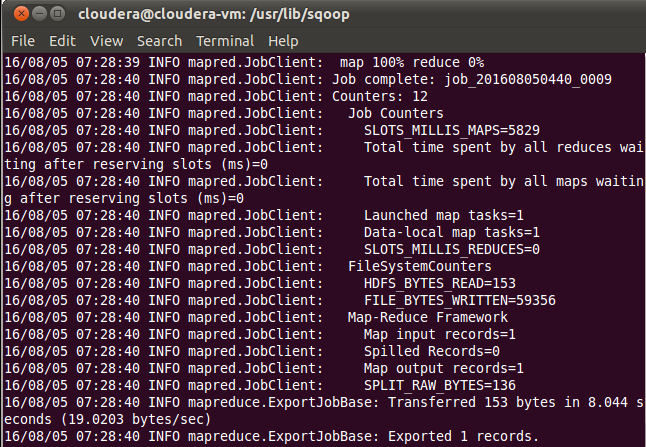 cloudera@cloudera-vm: /usr/lib/sqoop
File Edit View Search Terminal Help
16/08/05 07:28:39 INFO mapred.JobClient:  map 100% reduce 0%
16/08/05 07:28:40 INFO mapred.JobClient: Job complete: job_201608050440_0009
16/08/05 07:28:40 INFO mapred.JobClient: Counters: 12
16/08/05 07:28:40 INFO mapred.JobClient:   Job Counters
16/08/05 07:28:40 INFO mapred.JobClient:     SLOTS_MILLIS_MAPS=5829
16/08/05 07:28:40 INFO mapred.JobClient:     Total time spent by all reduces wai
ting after reserving slots (ms)=0
16/08/05 07:28:40 INFO mapred.JobClient:     Total time spent by all maps waitin
g after reserving slots (ms)=0
16/08/05 07:28:40 INFO mapred.JobClient:     Launched map tasks=1
16/08/05 07:28:40 INFO mapred.JobClient:     Data-local map tasks=1
16/08/05 07:28:40 INFO mapred.JobClient:     SLOTS_MILLIS_REDUCES=0
16/08/05 07:28:40 INFO mapred.JobClient:   FileSystemCounters
16/08/05 07:28:40 INFO mapred.JobClient:     HDFS_BYTES_READ=153
16/08/05 07:28:40 INFO mapred.JobClient:     FILE_BYTES_WRITTEN=59356
16/08/05 07:28:40 INFO mapred.JobClient:   Map-Reduce Framework
16/08/05 07:28:40 INFO mapred.JobClient:     Map input records=1
16/08/05 07:28:40 INFO mapred.JobClient:     Spilled Records=0
16/08/05 07:28:40 INFO mapred.JobClient:     Map output records=1
16/08/05 07:28:40 INFO mapred.JobClient:     SPLIT_RAW_BYTES=136
16/08/05 07:28:40 INFO mapreduce.ExportJobBase: Transferred 153 bytes in 8.044 s
econds (19.0203 bytes/sec)
16/08/05 07:28:40 INFO mapreduce.ExportJobBase: Exported 1 records.